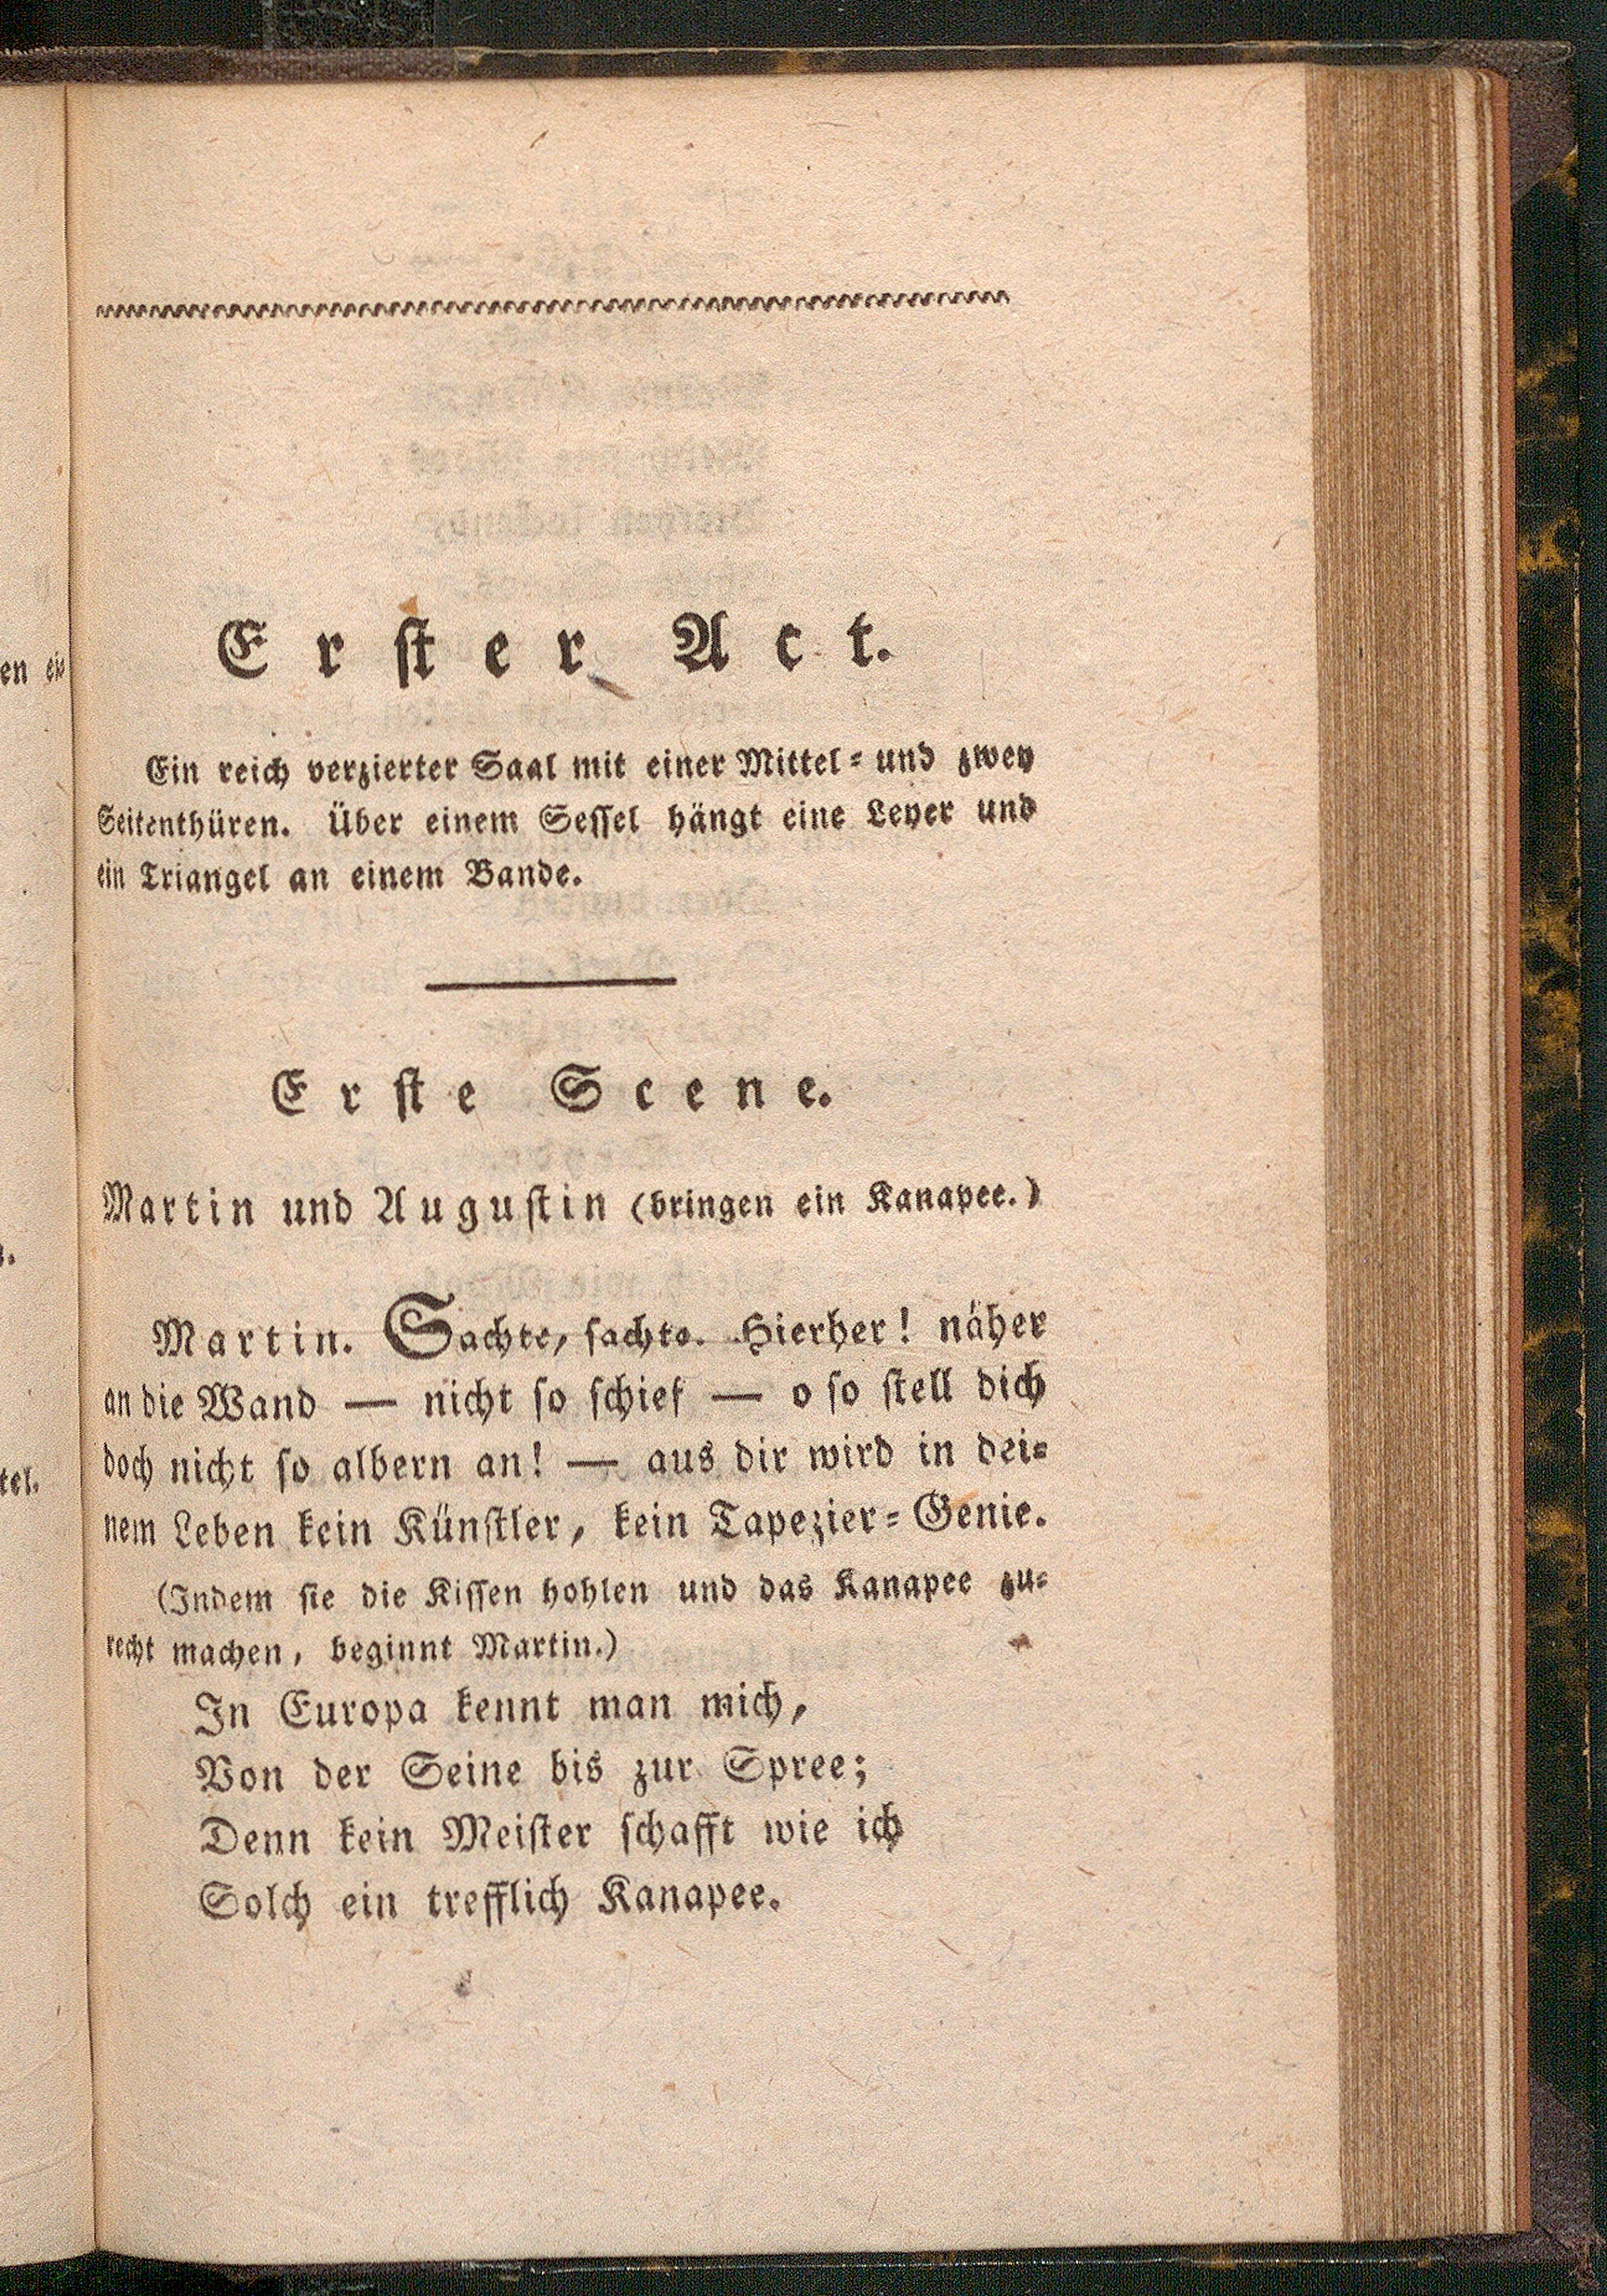 Erster Act.
Ein reich verzierter Saal mit einer Mittel- und zwey
Seitenthüren. Über einem Sessel hängt eine Leyer und
ein Triangel an einem Bande.
Erste Scene.
Martin und Augustin (bringen ein Kanapee.)
Martin. Sachte, sachte. Hierher! näher
an die Wand — nicht so schief — o so stell dich
doch nicht so albern an! — aus dir wird in dei-
nem Leben kein Künstler, kein Tapezier-Genie.
(Indem sie die Kissen hohlen und das Kanapee zu-
recht machen, beginnt Martin.)
In Europa kennt man mich,
Von der Seine bis zur Spree;
Denn kein Meister schafft wie ich
Solch ein trefflich Kanapee.